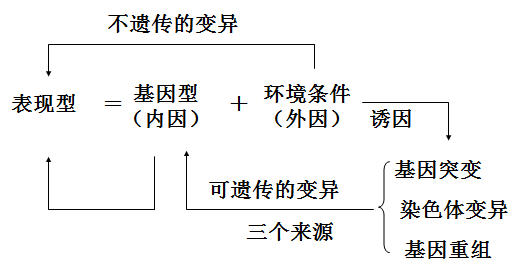 不遗传的变异
表现型 = 基因型 + 环境条件
（内因） （外因） 诱因
基因突变
可遗传的变异
染色体变异
三个来源
基因重组